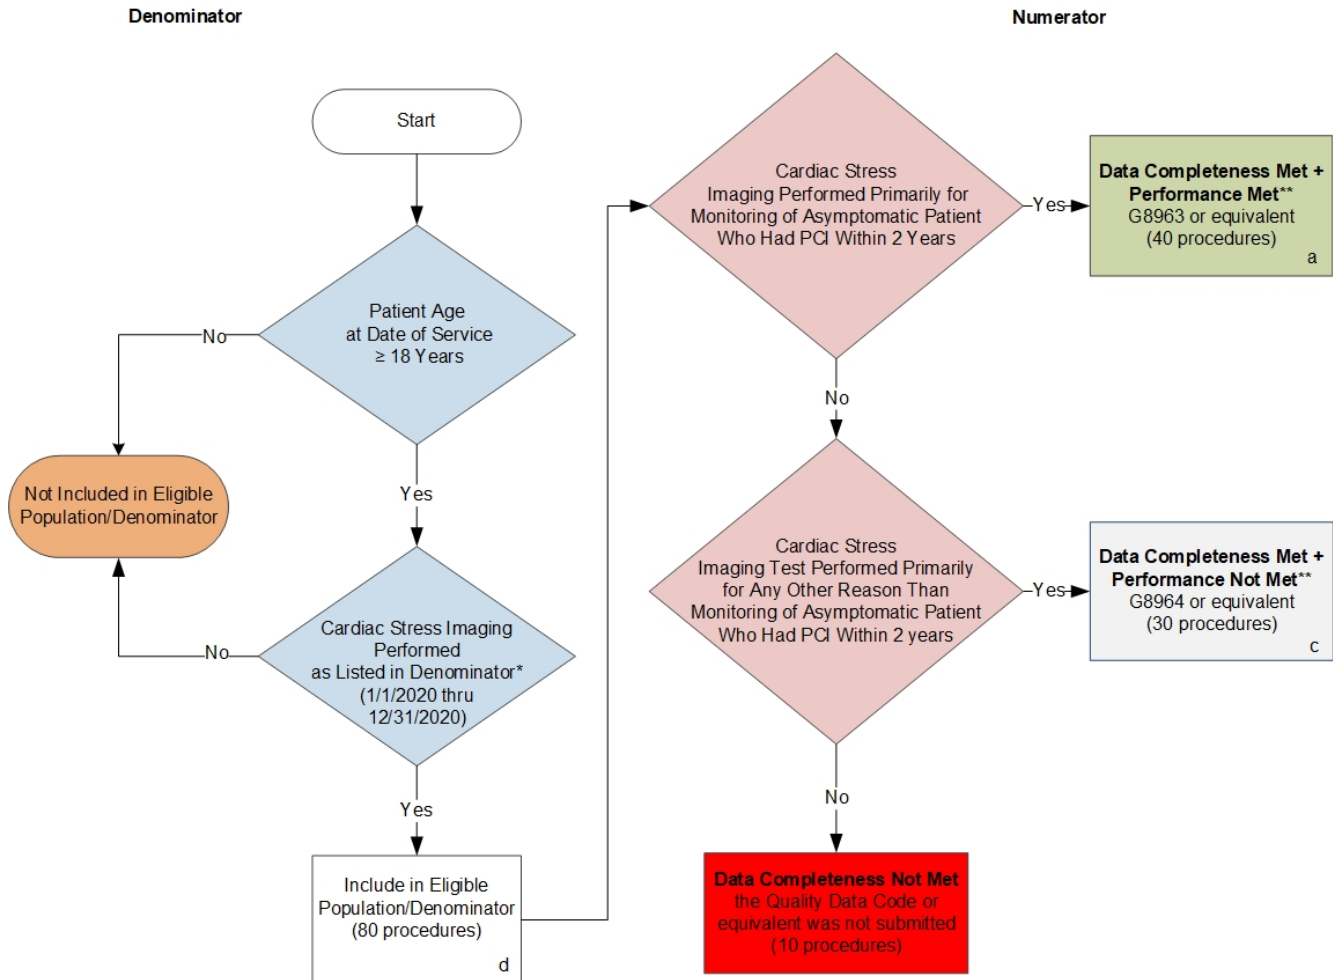 Denominator
Numerator
Start
Patient Age
at Date of Service
≥ 18 Years
No
Yes
Not Included in Eligible
Population/Denominator
Cardiac Stress Imaging
Performed
as Listed in Denominator*
(1/1/2020 thru
12/31/2020)
No
Yes
Include in Eligible
Population/Denominator
(80 procedures)
d
Cardiac Stress
Imaging Performed Primarily for
Monitoring of Asymptomatic Patient
Who Had PCI Within 2 Years
Yes
Data Completeness Met +
Performance Met**
G8963 or equivalent
(40 procedures)
a
No
Cardiac Stress
Imaging Test Performed Primarily
for Any Other Reason Than
Monitoring of Asymptomatic Patient
Who Had PCI Within 2 years
Yes
Data Completeness Met +
Performance Not Met**
G8964 or equivalent
(30 procedures)
c
No
Data Completeness Not Met
the Quality Data Code or
equivalent was not submitted
(10 procedures)